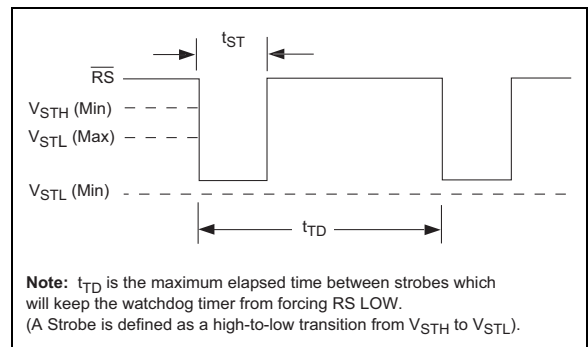 tST
RS
VSTH (Min)
VSTL (Max)
VSTL (Min)
tTD
Note: tTD is the maximum elapsed time between strobes which
will keep the watchdog timer from forcing RS LOW.
(A Strobe is defined as a high-to-low transition from VSTH to VSTL).